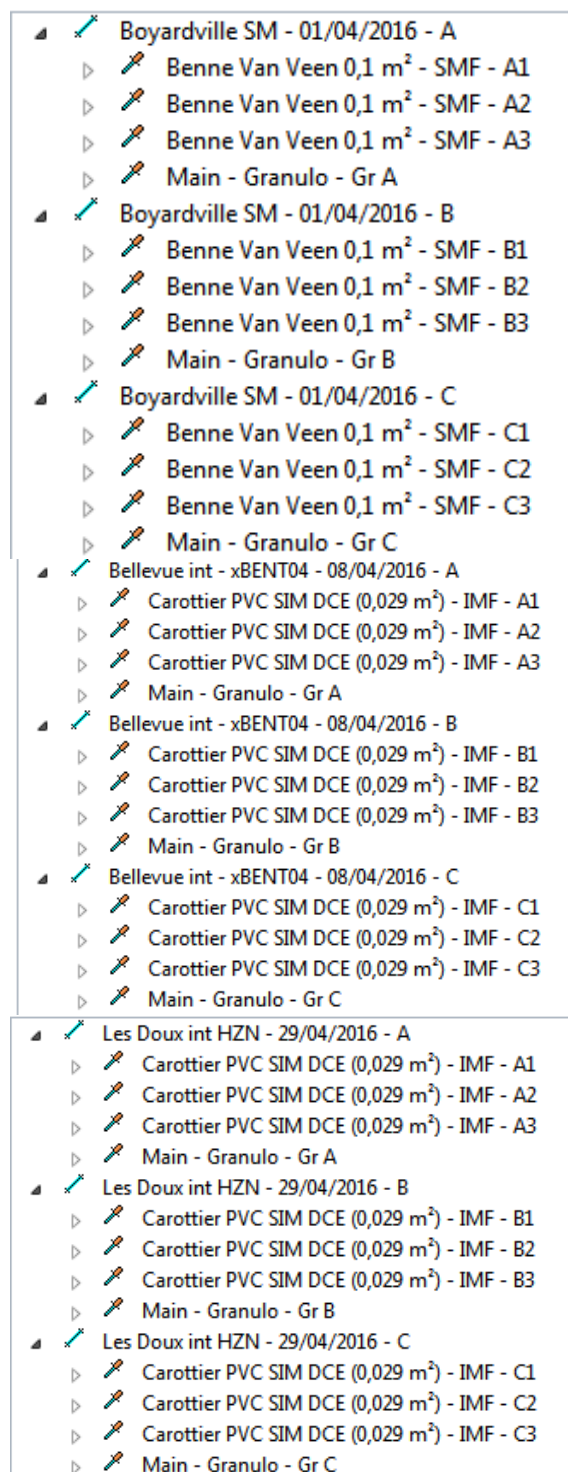 Boyardville SM - 01/04/2016 - A
Benne Van Veen 0,1 m² - SMF - A1
Benne Van Veen 0,1 m² - SMF - A2
Benne Van Veen 0,1 m² - SMF - A3
Main - Granulo - Gr A
Boyardville SM - 01/04/2016 - B
Benne Van Veen 0,1 m² - SMF - B1
Benne Van Veen 0,1 m² - SMF - B2
Benne Van Veen 0,1 m² - SMF - B3
Main - Granulo - Gr B
Boyardville SM - 01/04/2016 - C
Benne Van Veen 0,1 m² - SMF - C1
Benne Van Veen 0,1 m² - SMF - C2
Benne Van Veen 0,1 m² - SMF - C3
Main - Granulo - Gr C
Bellevue int - xBENT04 - 08/04/2016 - A
Carottier PVC SIM DCE (0,029 m²) - IMF - A1
Carottier PVC SIM DCE (0,029 m²) - IMF - A2
Carottier PVC SIM DCE (0,029 m²) - IMF - A3
Main - Granulo - Gr A
Bellevue int - xBENT04 - 08/04/2016 - B
Carottier PVC SIM DCE (0,029 m²) - IMF - B1
Carottier PVC SIM DCE (0,029 m²) - IMF - B2
Carottier PVC SIM DCE (0,029 m²) - IMF - B3
Main - Granulo - Gr B
Bellevue int - xBENT04 - 08/04/2016 - C
Carottier PVC SIM DCE (0,029 m²) - IMF - C1
Carottier PVC SIM DCE (0,029 m²) - IMF - C2
Carottier PVC SIM DCE (0,029 m²) - IMF - C3
Main - Granulo - Gr C
Les Doux int HZN - 29/04/2016 - A
Carottier PVC SIM DCE (0,029 m²) - IMF - A1
Carottier PVC SIM DCE (0,029 m²) - IMF - A2
Carottier PVC SIM DCE (0,029 m²) - IMF - A3
Main - Granulo - Gr A
Les Doux int HZN - 29/04/2016 - B
Carottier PVC SIM DCE (0,029 m²) - IMF - B1
Carottier PVC SIM DCE (0,029 m²) - IMF - B2
Carottier PVC SIM DCE (0,029 m²) - IMF - B3
Main - Granulo - Gr B
Les Doux int HZN - 29/04/2016 - C
Carottier PVC SIM DCE (0,029 m²) - IMF - C1
Carottier PVC SIM DCE (0,029 m²) - IMF - C2
Carottier PVC SIM DCE (0,029 m²) - IMF - C3
Main - Granulo - Gr C